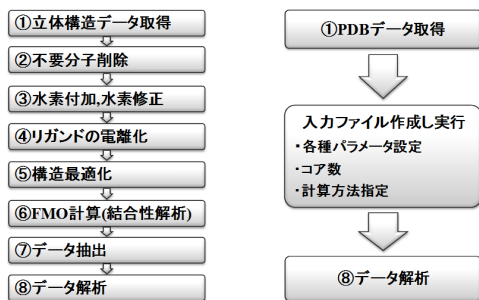 ①立体構造データ取得
②不要分子削除
③水素付加,水素修正
④リガンドの電離化
⑤構造最適化
⑥FMO計算(結合性解析)
⑦データ抽出
⑧データ解析
①PDBデータ取得
入力ファイル作成し実行
・各種パラメータ設定
・コア数
・計算方法指定
⑧データ解析